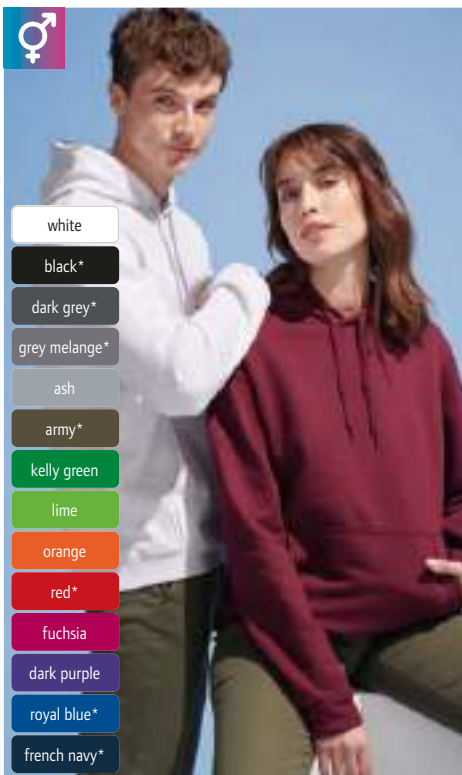 white
black*
dark grey*
grey melange*
ash
army*
kelly green
lime
orange
red*
fuchsia
dark purple
royal blue*
french navy*